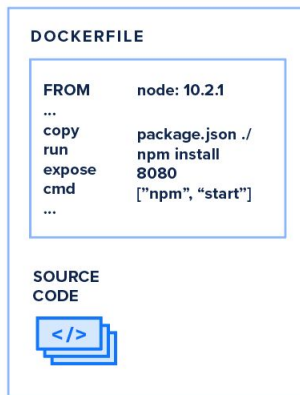 DOCKERFILE
FROM node: 10.2.1
...
copy package.json ./
run npm install
expose 8080
cmd ["npm", “start”]
...
SOURCE
CODE
</>